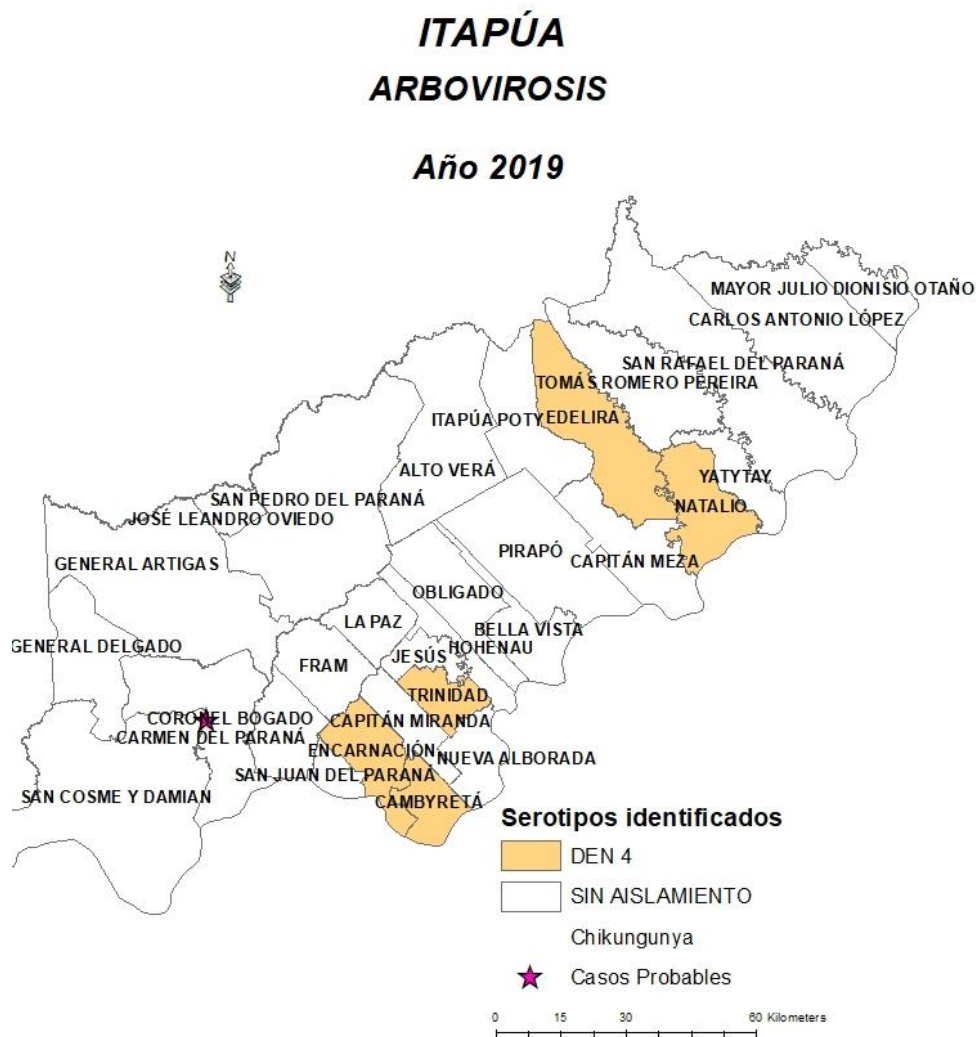 ITAPÚA
ARBOVIROSIS
Año 2019
N
MAYOR JULIO DIONISIO OTAÑO
CARLOS ANTONIO LÓPEZ
SAN RAFAEL DEL PARANÁ
TOMÁS ROMERO PEREIRA
ITAPÚA POTY
EDELIRA
ALTO VERÁ
YATYTAY
SAN PEDRO DEL PARANÁ
NATALIO
JOSÉ LEANDRO OVIEDO
PIRAPÓ
GENERAL ARTIGAS
CAPITÁN MEZA
OBLIGADO
LA PAZ
BELLA VISTA
GENERAL DELGADO
HOHENAU
JESÚS
FRAM
TRINIDAD
CORONEL BOGADO
CAPITÁN MIRANDA
CARMEN DEL PARANÁ
ENCARNACIÓN
NUEVA ALBORADA
SAN JUAN DEL PARANÁ
SAN COSME Y DAMIAN
CAMBYRETÁ
Serotipos identificados
DEN 4
SIN AISLAMIENTO
Chikungunya
Casos Probables
0 15 30 60 Kilometers